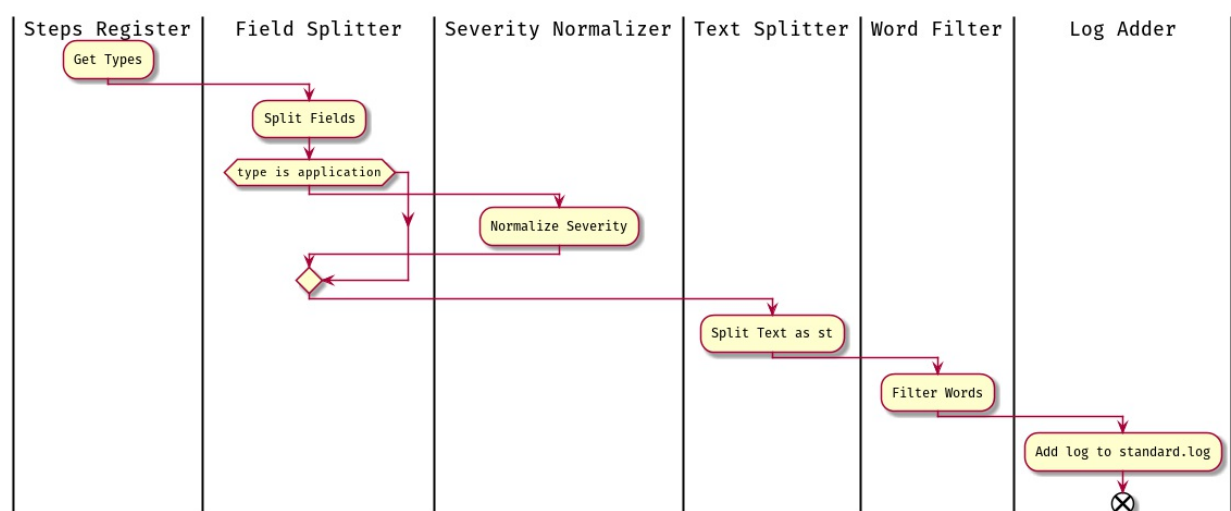 Steps Register
Field Splitter
Severity Normalizer
Text Splitter
Word Filter
Log Adder
Get Types
Split Fields
type is application
Normalize Severity
Split Text as st
Filter Words
Add log to standard.log